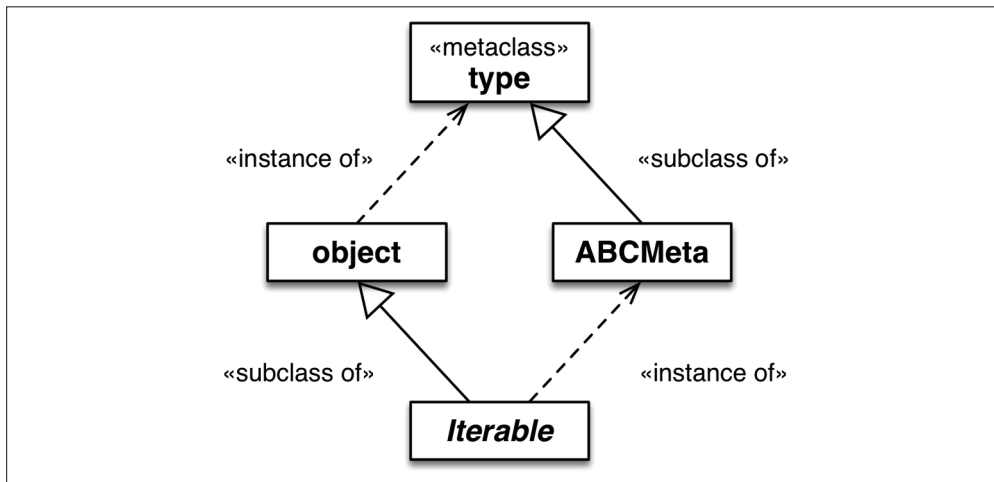 «metaclass»
type
«instance of»
«subclass of»
object
ABCMeta
«subclass of»
«instance of»
Iterable